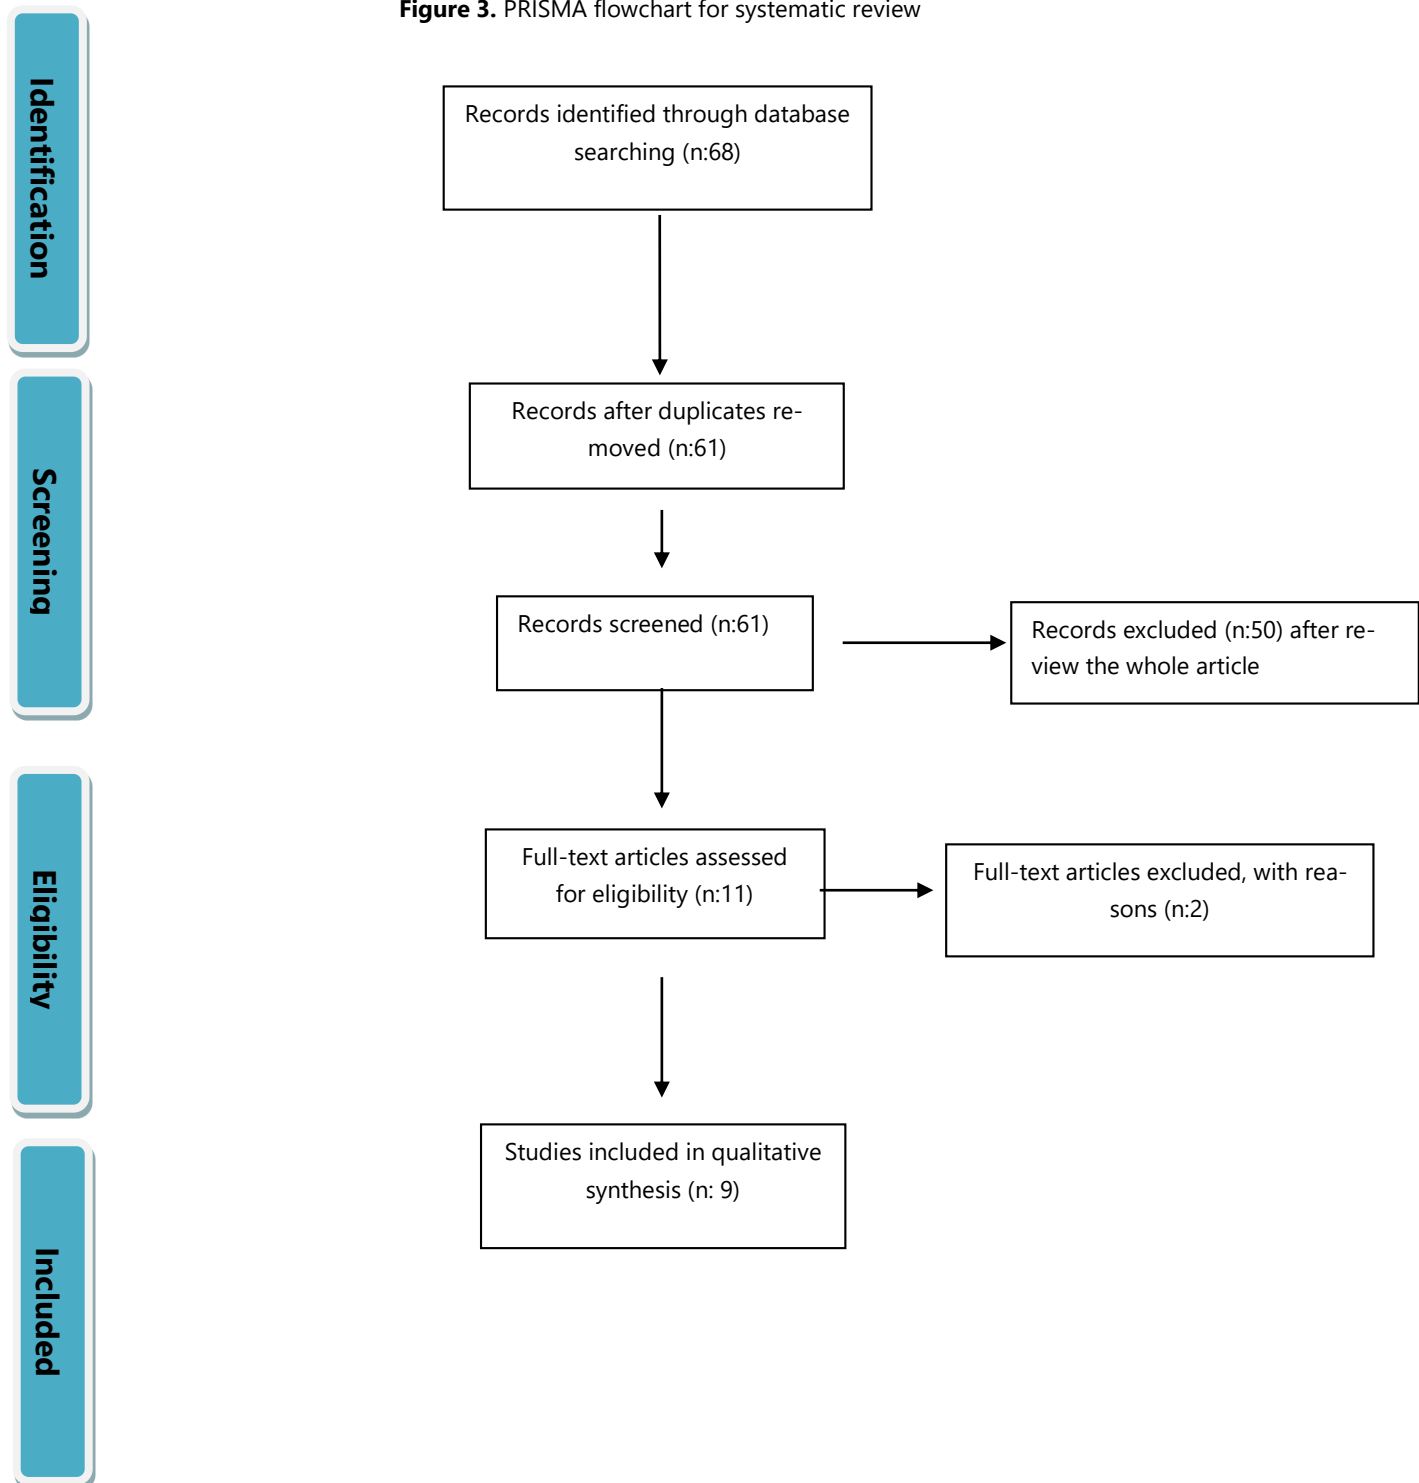 Figure 3. PRISMA flowchart for systematic review
Identification
Records identified through database
searching (n:68)
Screening
Records after duplicates re-
moved (n:61)
Records screened (n:61)
Records excluded (n:50) after re-
view the whole article
Eligibility
Full-text articles assessed
for eligibility (n:11)
Full-text articles excluded, with rea-
sons (n:2)
Included
Studies included in qualitative
synthesis (n: 9)